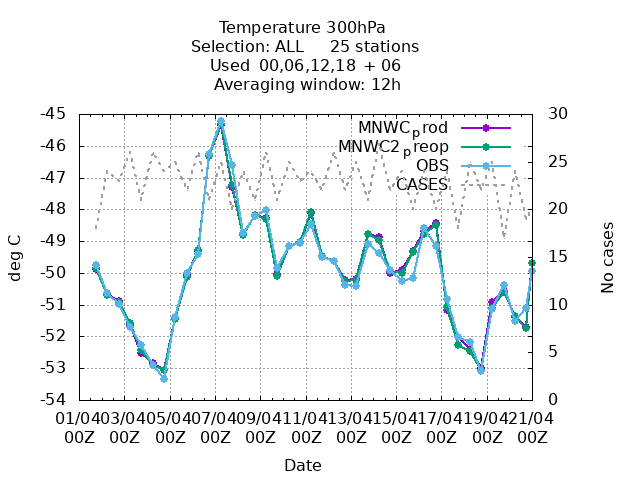 Temperature 300hPa
Selection: ALL 25 stations
Used 00,06,12,18 + 06
Averaging window: 12h
-45 30
MNWCprod
MNWC2preop
OBS
CASES
-46
-47 25
-48 20
-49
-50 15
-51 10
-52
-53 5
-54 0
deg C
No cases
01/04 03/04 05/04 07/04 09/04 11/04 13/04 15/04 17/04 19/04 21/04
00Z 00Z 00Z 00Z 00Z 00Z 00Z 00Z 00Z 00Z 00Z
Date